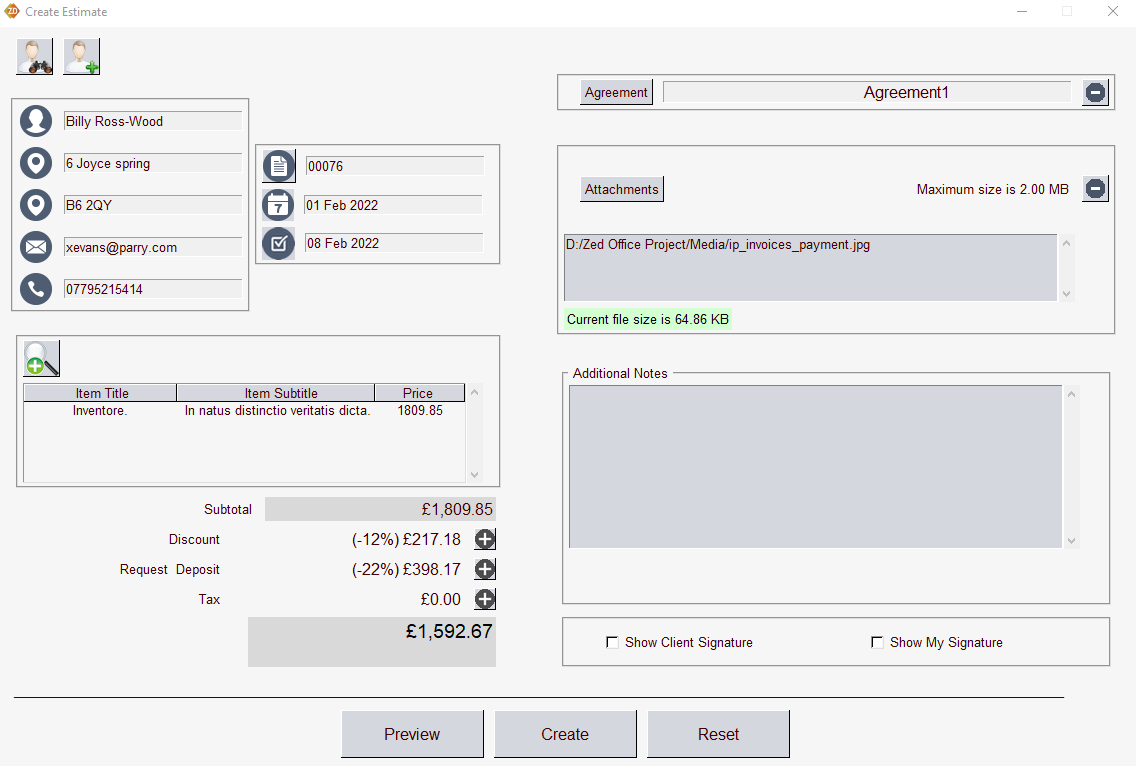 Create Estimate
Billy Ross-Wood
6 Joyce spring
B6 2QY
xevans@parry.com
07795215414
00076
7
01 Feb 2022
08 Feb 2022
Item Title Item Subtitle Price
Inventore. In natus distinctio veritatis dicta. 1809.85
Subtotal £1,809.85
Discount (-12%) £217.18
Request Deposit (-22%) £398.17
Tax £0.00
£1,592.67
Agreement Agreement1
Attachments Maximum size is 2.00 MB
D:/Zed Office Project/Media/ip_invoices_payment.jpg
Current file size is 64.86 KB
Additional Notes
Show Client Signature Show My Signature
Preview Create Reset